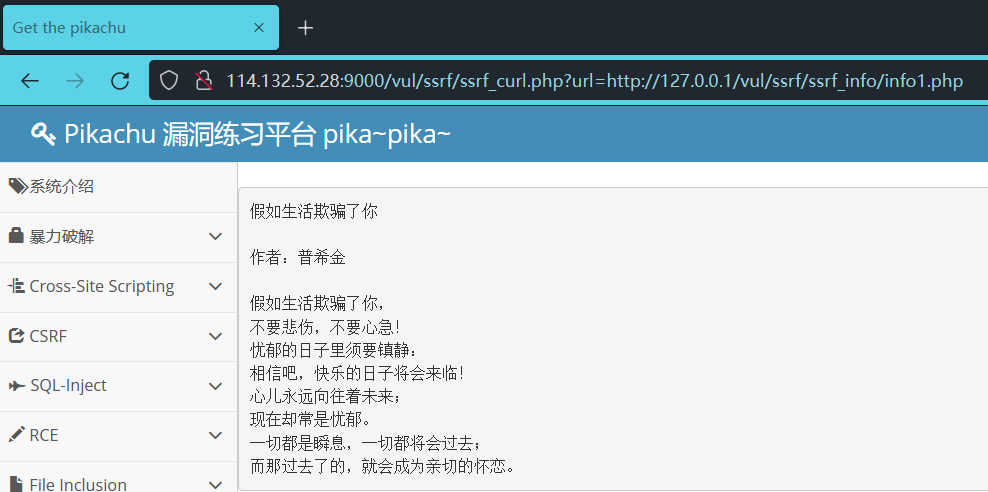 Get the pikachu
114.132.52.28:9000/vul/ssrf/ssrf_curl.php?url=http://127.0.0.1/vul/ssrf/ssrf_info/info1.php
Pikachu 漏洞练习平台 pika~pika~
系统介绍
暴力破解
Cross-Site Scripting
CSRF
SQL-Inject
RCE
File Inclusion
假如生活欺骗了你
作者：普希金
假如生活欺骗了你，
不要悲伤，不要心急！
忧郁的日子里须要镇静：
相信吧，快乐的日子将会来临！
心儿永远向往着未来；
现在却常是忧郁。
一切都是瞬息，一切都将会过去；
而那过去了的，就会成为亲切的怀恋。